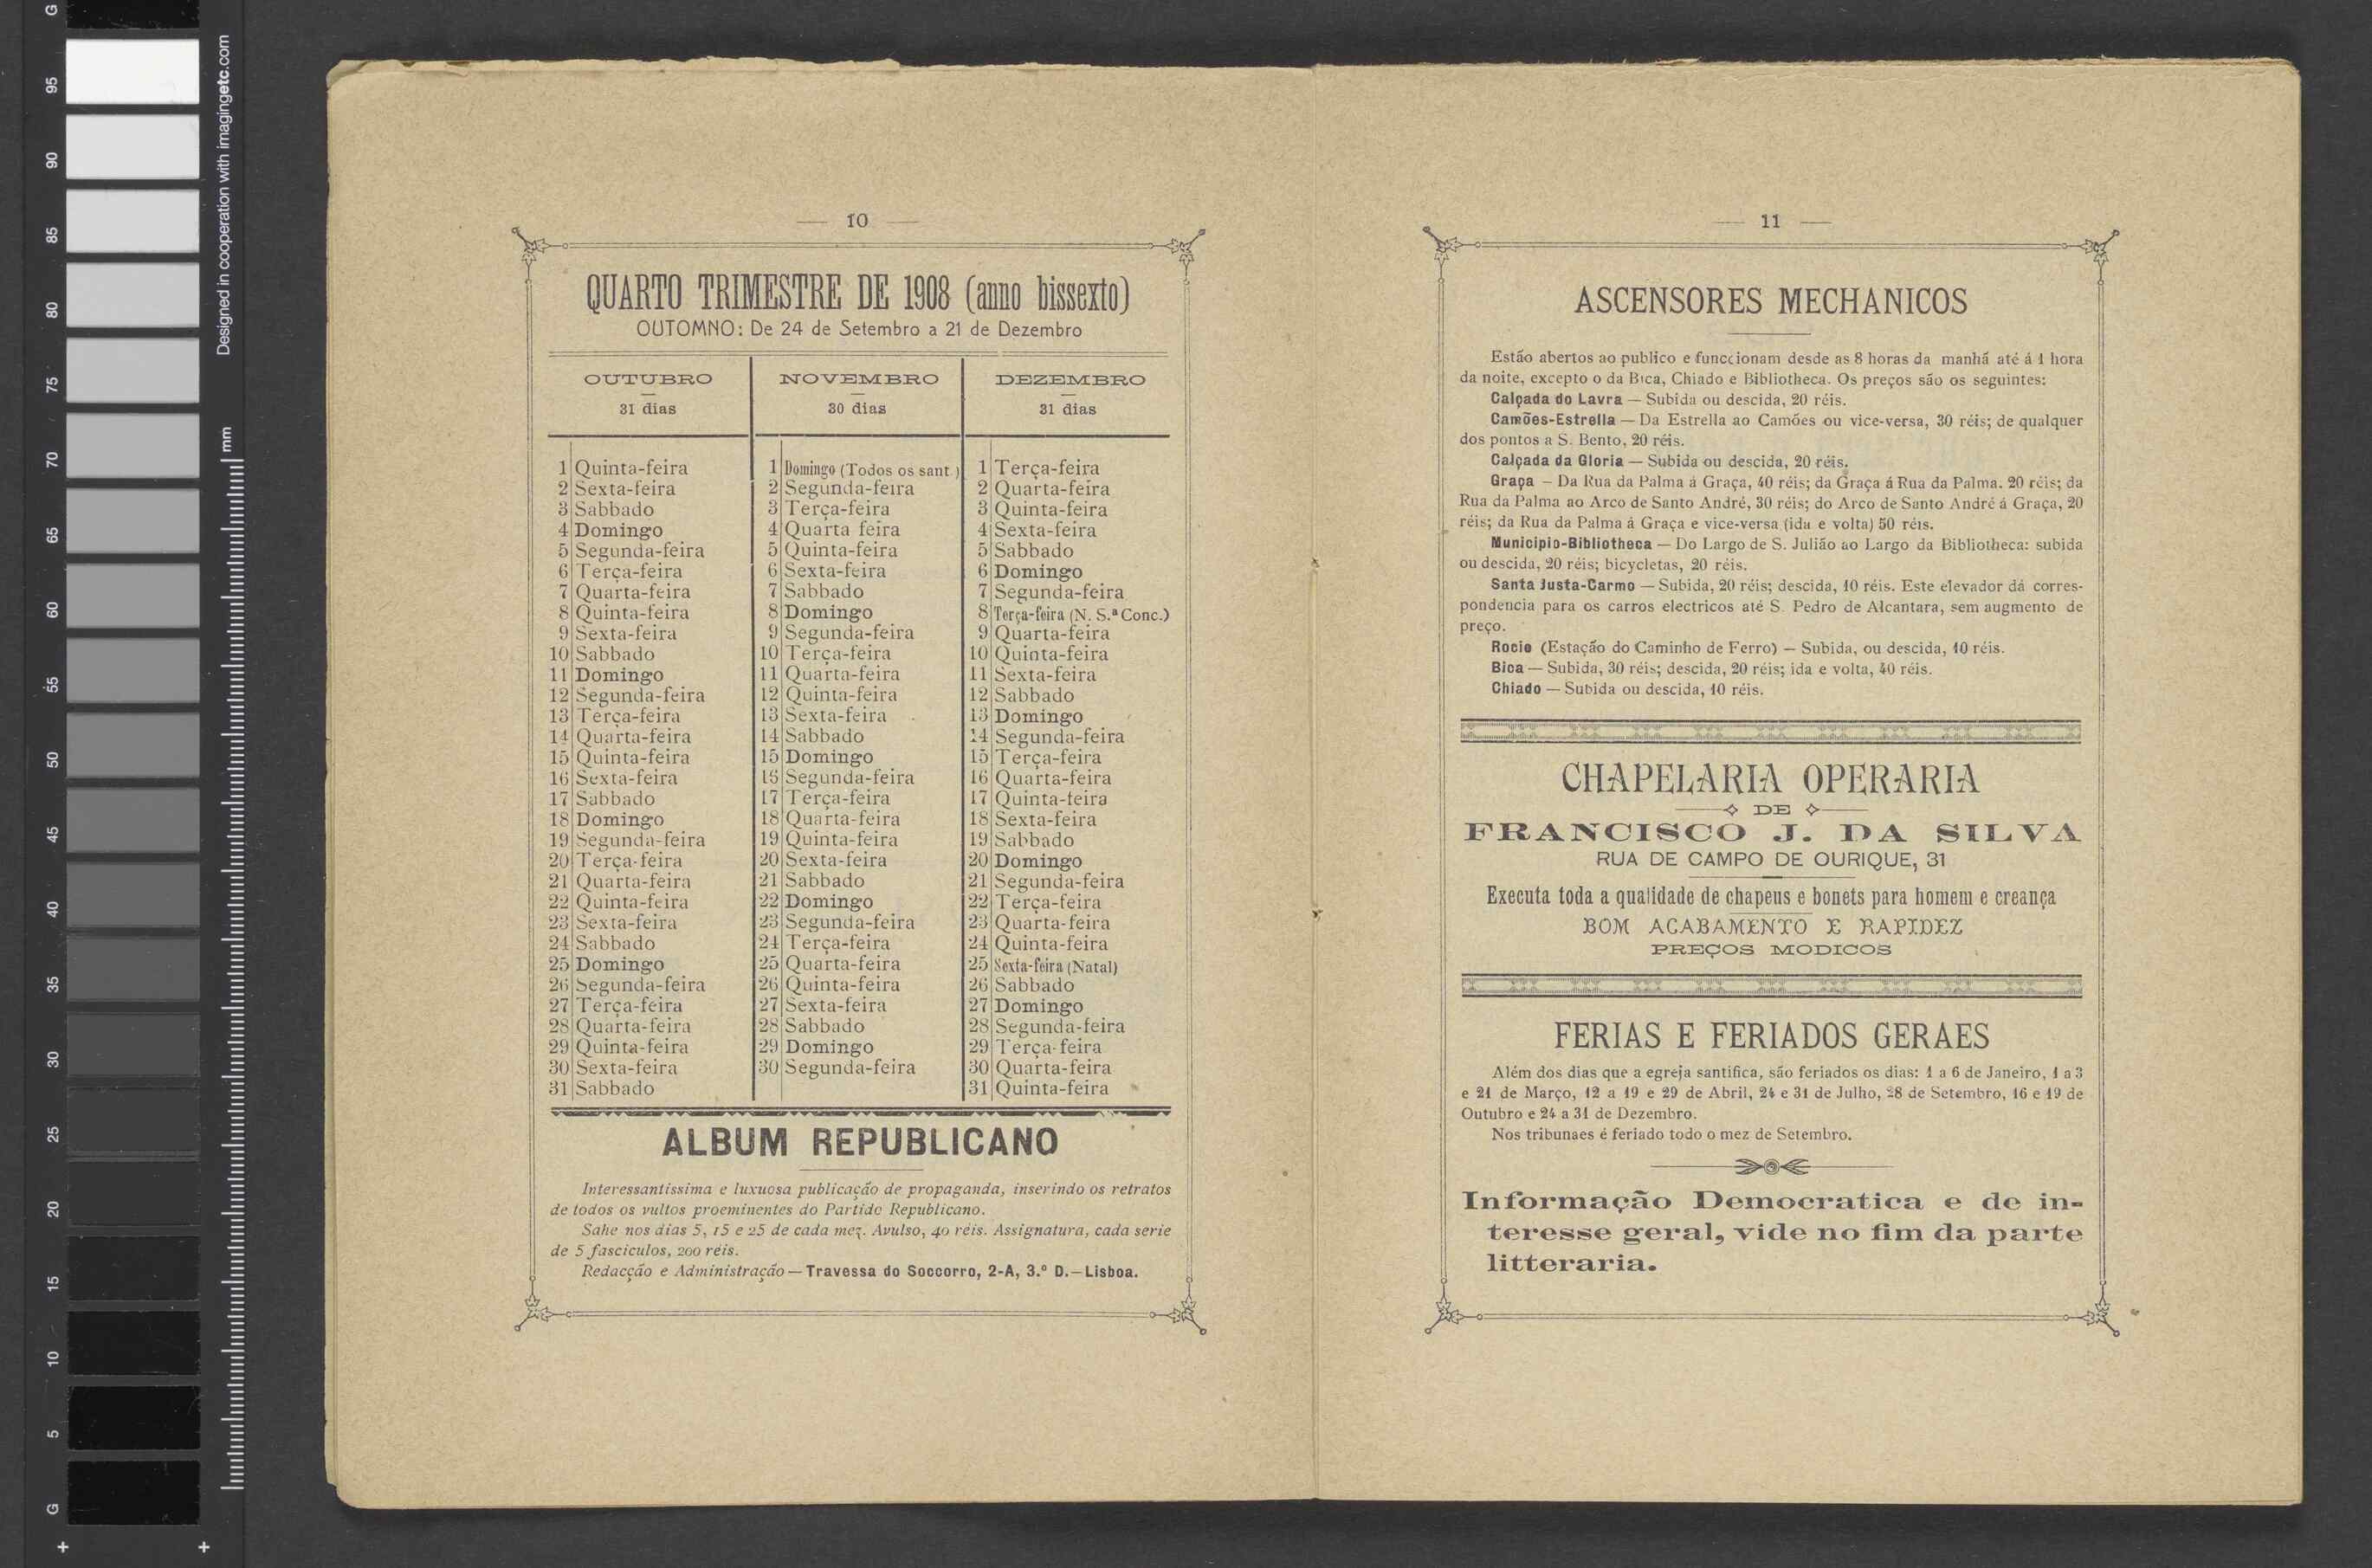 G
95
90
85
80
75
70
65
60
55
50
45
40
35
30
25
20
15
10
5
G
Designed in cooperation with imagingetc.com
mm
— 10 —
QUARTO TRIMESTRE DE 1908 (anno bissexto)
OUTOMNO: De 24 de Setembro a 21 de Dezembro
OUTUBRO
31 dias
1 Quinta-feira
2 Sexta-feira
3 Sabbado
4 Domingo
5 Segunda-feira
6 Terça-feira
7 Quarta-feira
8 Quinta-feira
9 Sexta-feira
10 Sabbado
11 Domingo
12 Segunda-feira
13 Terça-feira
14 Quarta-feira
15 Quinta-feira
16 Sexta-feira
17 Sabbado
18 Domingo
19 Segunda-feira
20 Terça-feira
21 Quarta-feira
22 Quinta-feira
23 Sexta-feira
24 Sabbado
25 Domingo
26 Segunda-feira
27 Terça-feira
28 Quarta-feira
29 Quinta-feira
30 Sexta-feira
31 Sabbado
NOVEMBRO
30 dias
1 Domingo (Todos os sant.)
2 Segunda-feira
3 Terça-feira
4 Quarta feira
5 Quinta-feira
6 Sexta-feira
7 Sabbado
8 Domingo
9 Segunda-feira
10 Terça-feira
11 Quarta-feira
12 Quinta-feira
13 Sexta-feira
14 Sabbado
15 Domingo
16 Segunda-feira
17 Terça-feira
18 Quarta-feira
19 Quinta-feira
20 Sexta-feira
21 Sabbado
22 Domingo
23 Segunda-feira
24 Terça-feira
25 Quarta-feira
26 Quinta-feira
27 Sexta-feira
28 Sabbado
29 Domingo
30 Segunda-feira
DEZEMBRO
31 dias
1 Terça-feira
2 Quarta-feira
3 Quinta-feira
4 Sexta-feira
5 Sabbado
6 Domingo
7 Segunda-feira
8 Terça-feira (N. S.ª Conc.)
9 Quarta-feira
10 Quinta-feira
11 Sexta-feira
12 Sabbado
13 Domingo
14 Segunda-feira
15 Terça-feira
16 Quarta-feira
17 Quinta-feira
18 Sexta-feira
19 Sabbado
20 Domingo
21 Segunda-feira
22 Terça-feira
23 Quarta-feira
24 Quinta-feira
25 Sexta-feira (Natal)
26 Sabbado
27 Domingo
28 Segunda-feira
29 Terça-feira
30 Quarta-feira
31 Quinta-feira
ALBUM REPUBLICANO
Interessantissima e luxuosa publicação de propaganda, inserindo os retratos
de todos os vultos proeminentes do Partido Republicano.
Sahe nos dias 5, 15 e 25 de cada mez. Avulso, 40 réis. Assignatura, cada serie
de 5 fasciculos, 200 réis.
Redacção e Administração — Travessa do Soccorro, 2-A, 3.º D.—Lisboa.
— 11 —
ASCENSORES MECHANICOS
Estão abertos ao publico e funccionam desde as 8 horas da manhã até á 1 hora
da noite, excepto o da Bica, Chiado e Bibliotheca. Os preços são os seguintes:
Calçada do Lavra — Subida ou descida, 20 réis.
Camões-Estrella — Da Estrella ao Camões ou vice-versa, 30 réis; de qualquer
dos pontos a S. Bento, 20 réis.
Calçada da Gloria — Subida ou descida, 20 réis.
Graça — Da Rua da Palma á Graça, 40 réis; da Graça á Rua da Palma. 20 réis; da
Rua da Palma ao Arco de Santo André, 30 réis; do Arco de Santo André á Graça, 20
réis; da Rua da Palma á Graça e vice-versa (ida e volta) 50 réis.
Municipio-Bibliotheca — Do Largo de S. Julião ao Largo da Bibliotheca: subida
ou descida, 20 réis; bicycletas, 20 réis.
Santa Justa-Carmo — Subida, 20 réis; descida, 10 réis. Este elevador dá corres-
pondencia para os carros electricos até S. Pedro de Alcantara, sem augmento de
preço.
Rocio (Estação do Caminho de Ferro) — Subida, ou descida, 10 réis.
Bica — Subida, 30 réis; descida, 20 réis; ida e volta, 40 réis.
Chiado — Subida ou descida, 10 réis.
CHAPELARIA OPERARIA
DE
FRANCISCO J. DA SILVA
RUA DE CAMPO DE OURIQUE, 31
Executa toda a qualidade de chapeus e bonets para homem e creança
BOM ACABAMENTO E RAPIDEZ
PREÇOS MODICOS
FERIAS E FERIADOS GERAES
Além dos dias que a egreja santifica, são feriados os dias: 1 a 6 de Janeiro, 1 a 3
e 21 de Março, 12 a 19 e 29 de Abril, 24 e 31 de Julho, 28 de Setembro, 16 e 19 de
Outubro e 24 a 31 de Dezembro.
Nos tribunaes é feriado todo o mez de Setembro.
Informação Democratica e de in-
teresse geral, vide no fim da parte
litteraria.